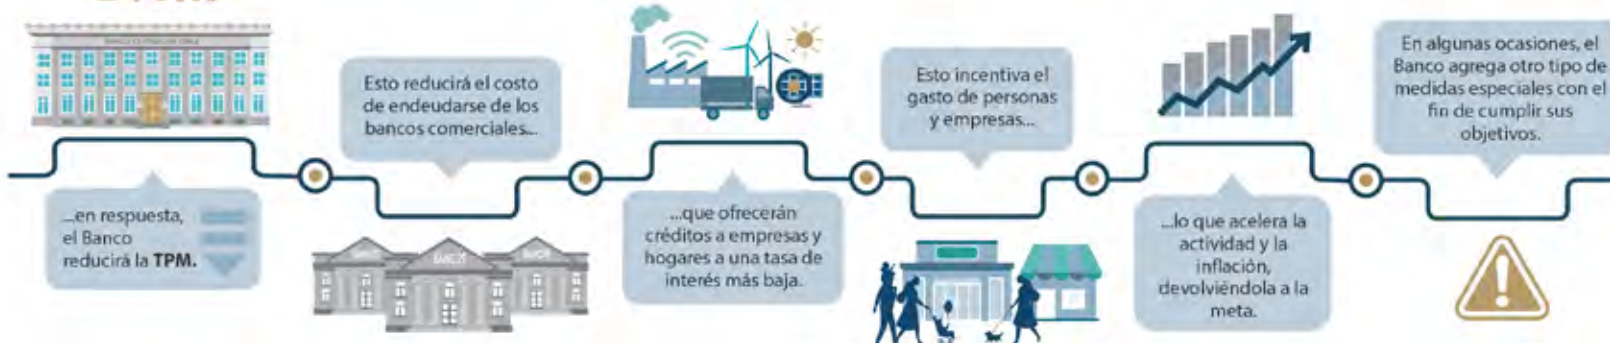 ...en respuesta,
el Banco
reducirá la TPM.
Esto reducirá el costo
de endeudarse de los
bancos comerciales...
...que ofrecerán
créditos a empresas y
hogares a una tasa de
interés más baja.
Esto incentiva el
gasto de personas
y empresas...
...lo que acelera la
actividad y la
inflación,
devolviéndola a la
meta.
En algunas ocasiones, el
Banco agrega otro tipo de
medidas especiales con el
fin de cumplir sus
objetivos.